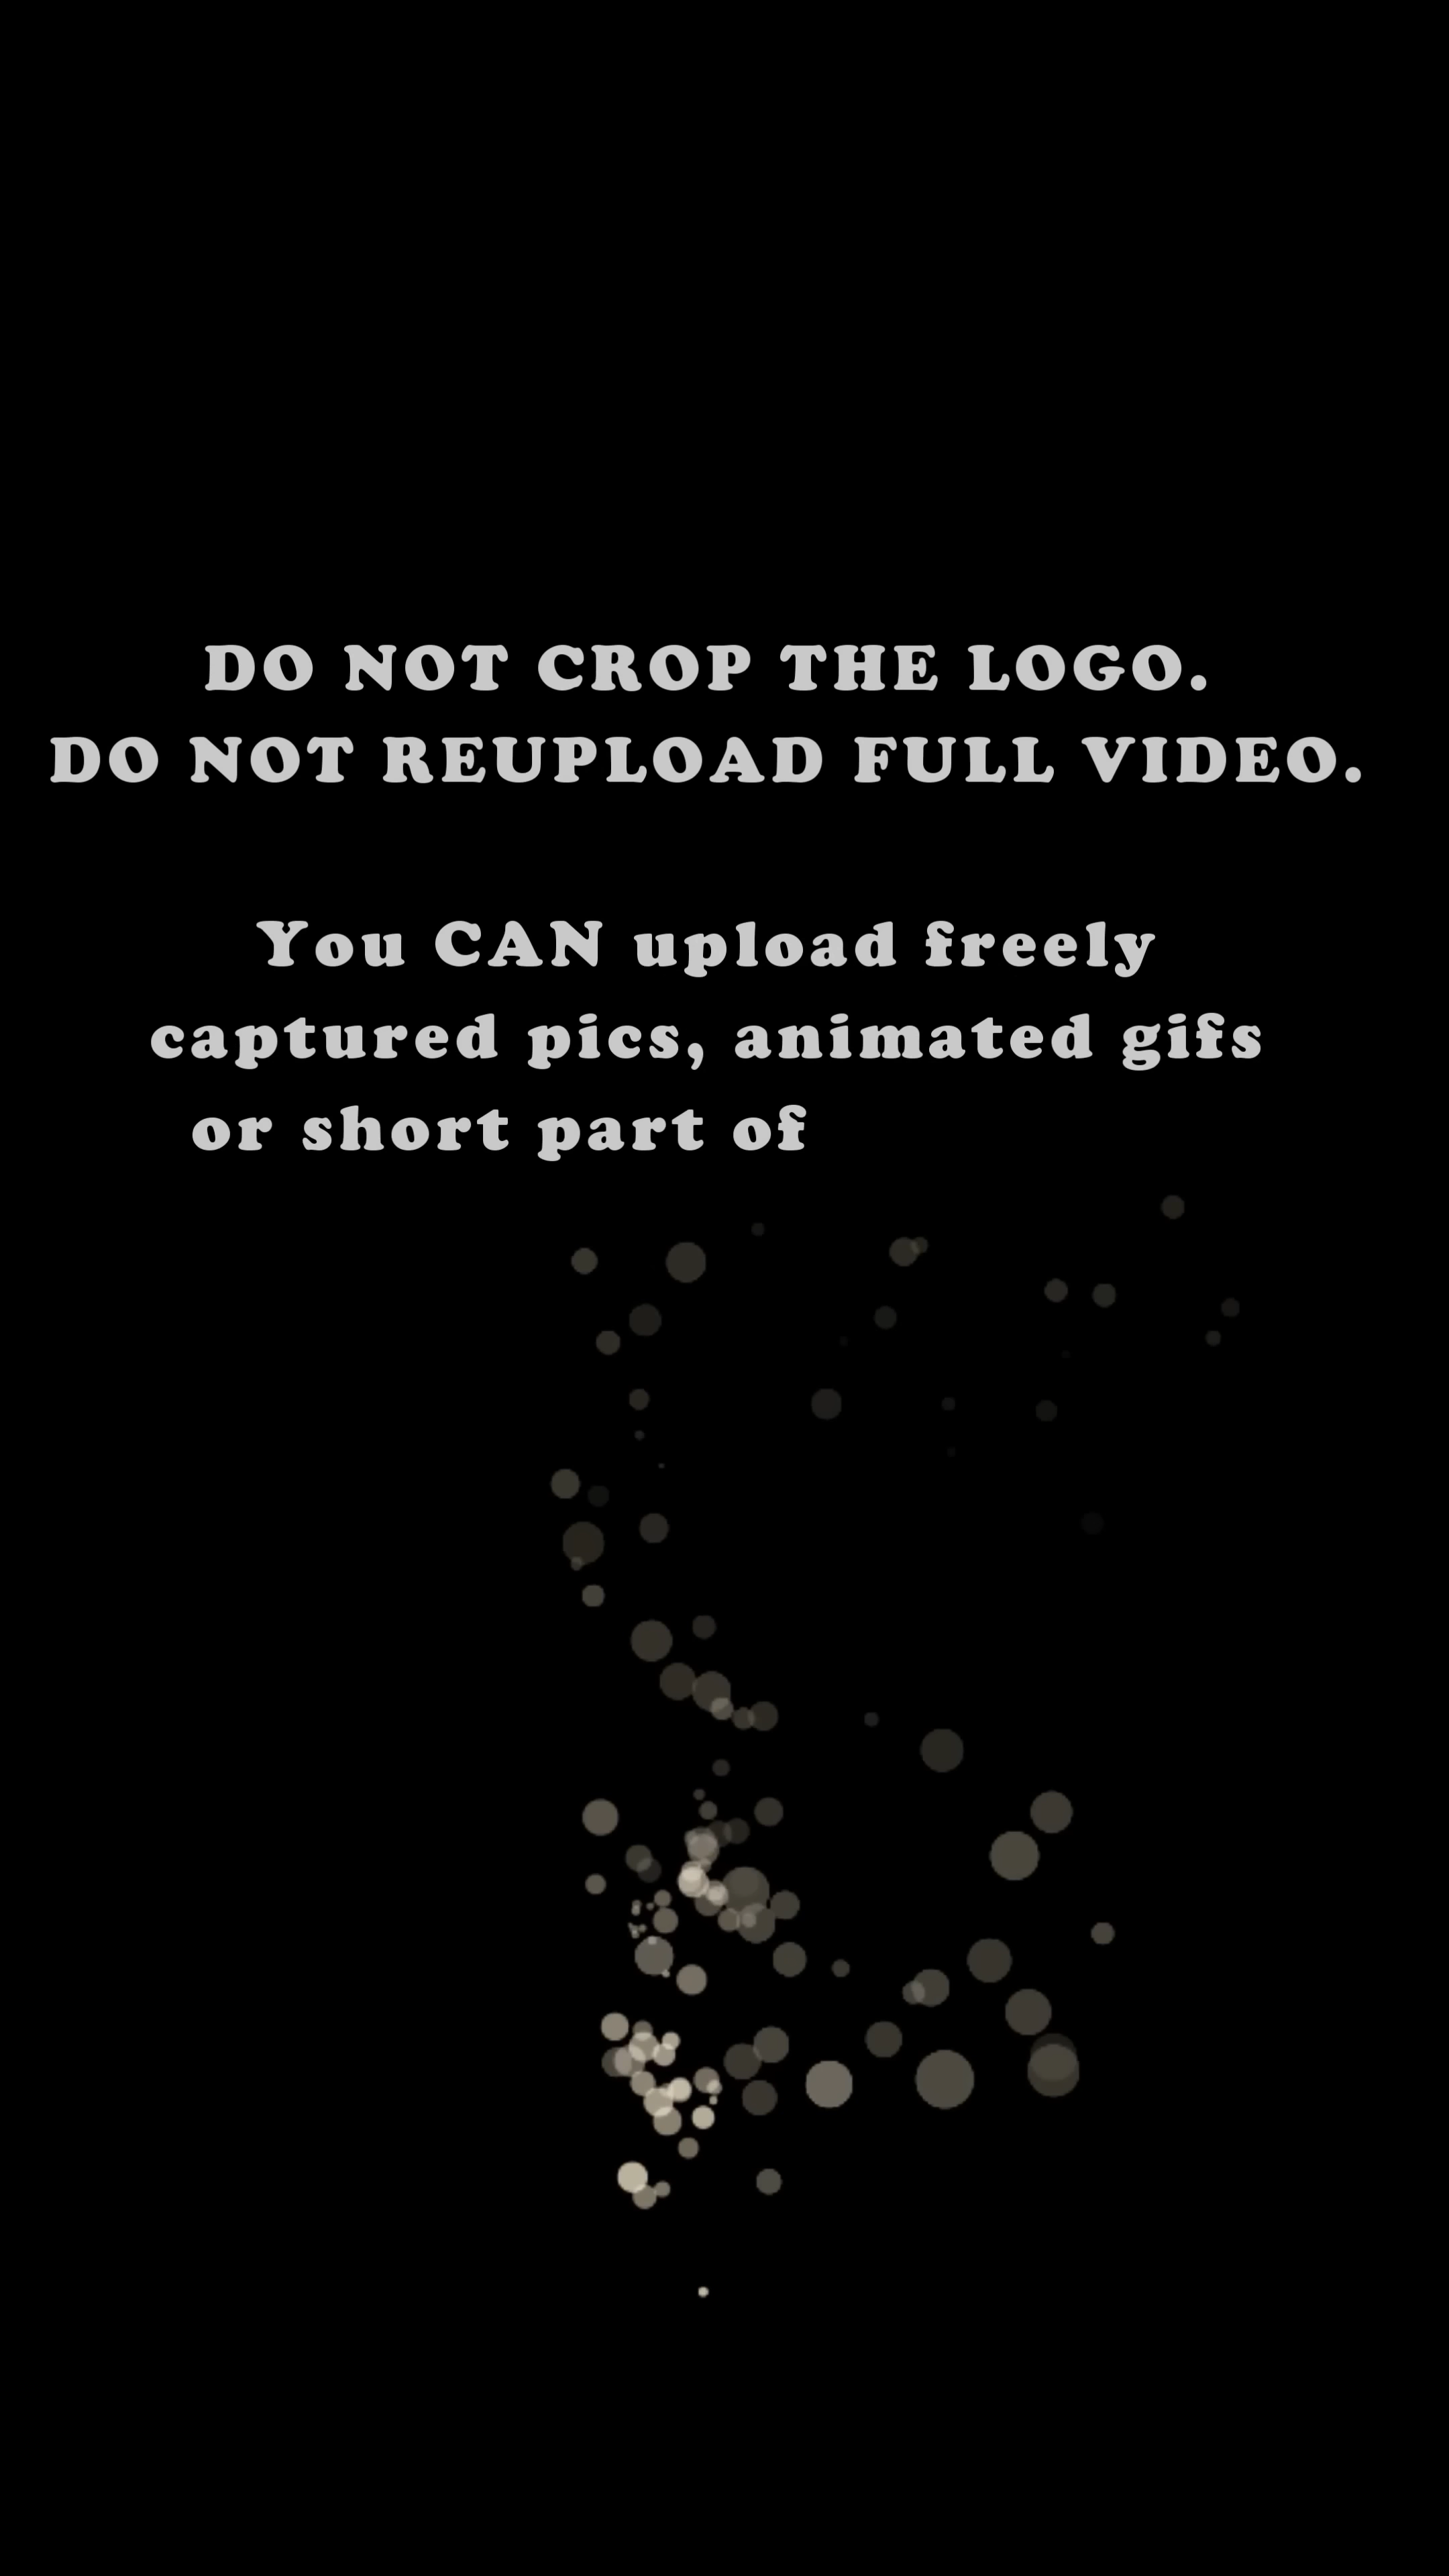 DO NOT CROP THE LOGO.
DO NOT REUPLOAD FULL VIDEO.
You CAN upload freely
captured pics, animated gifs
or short part of